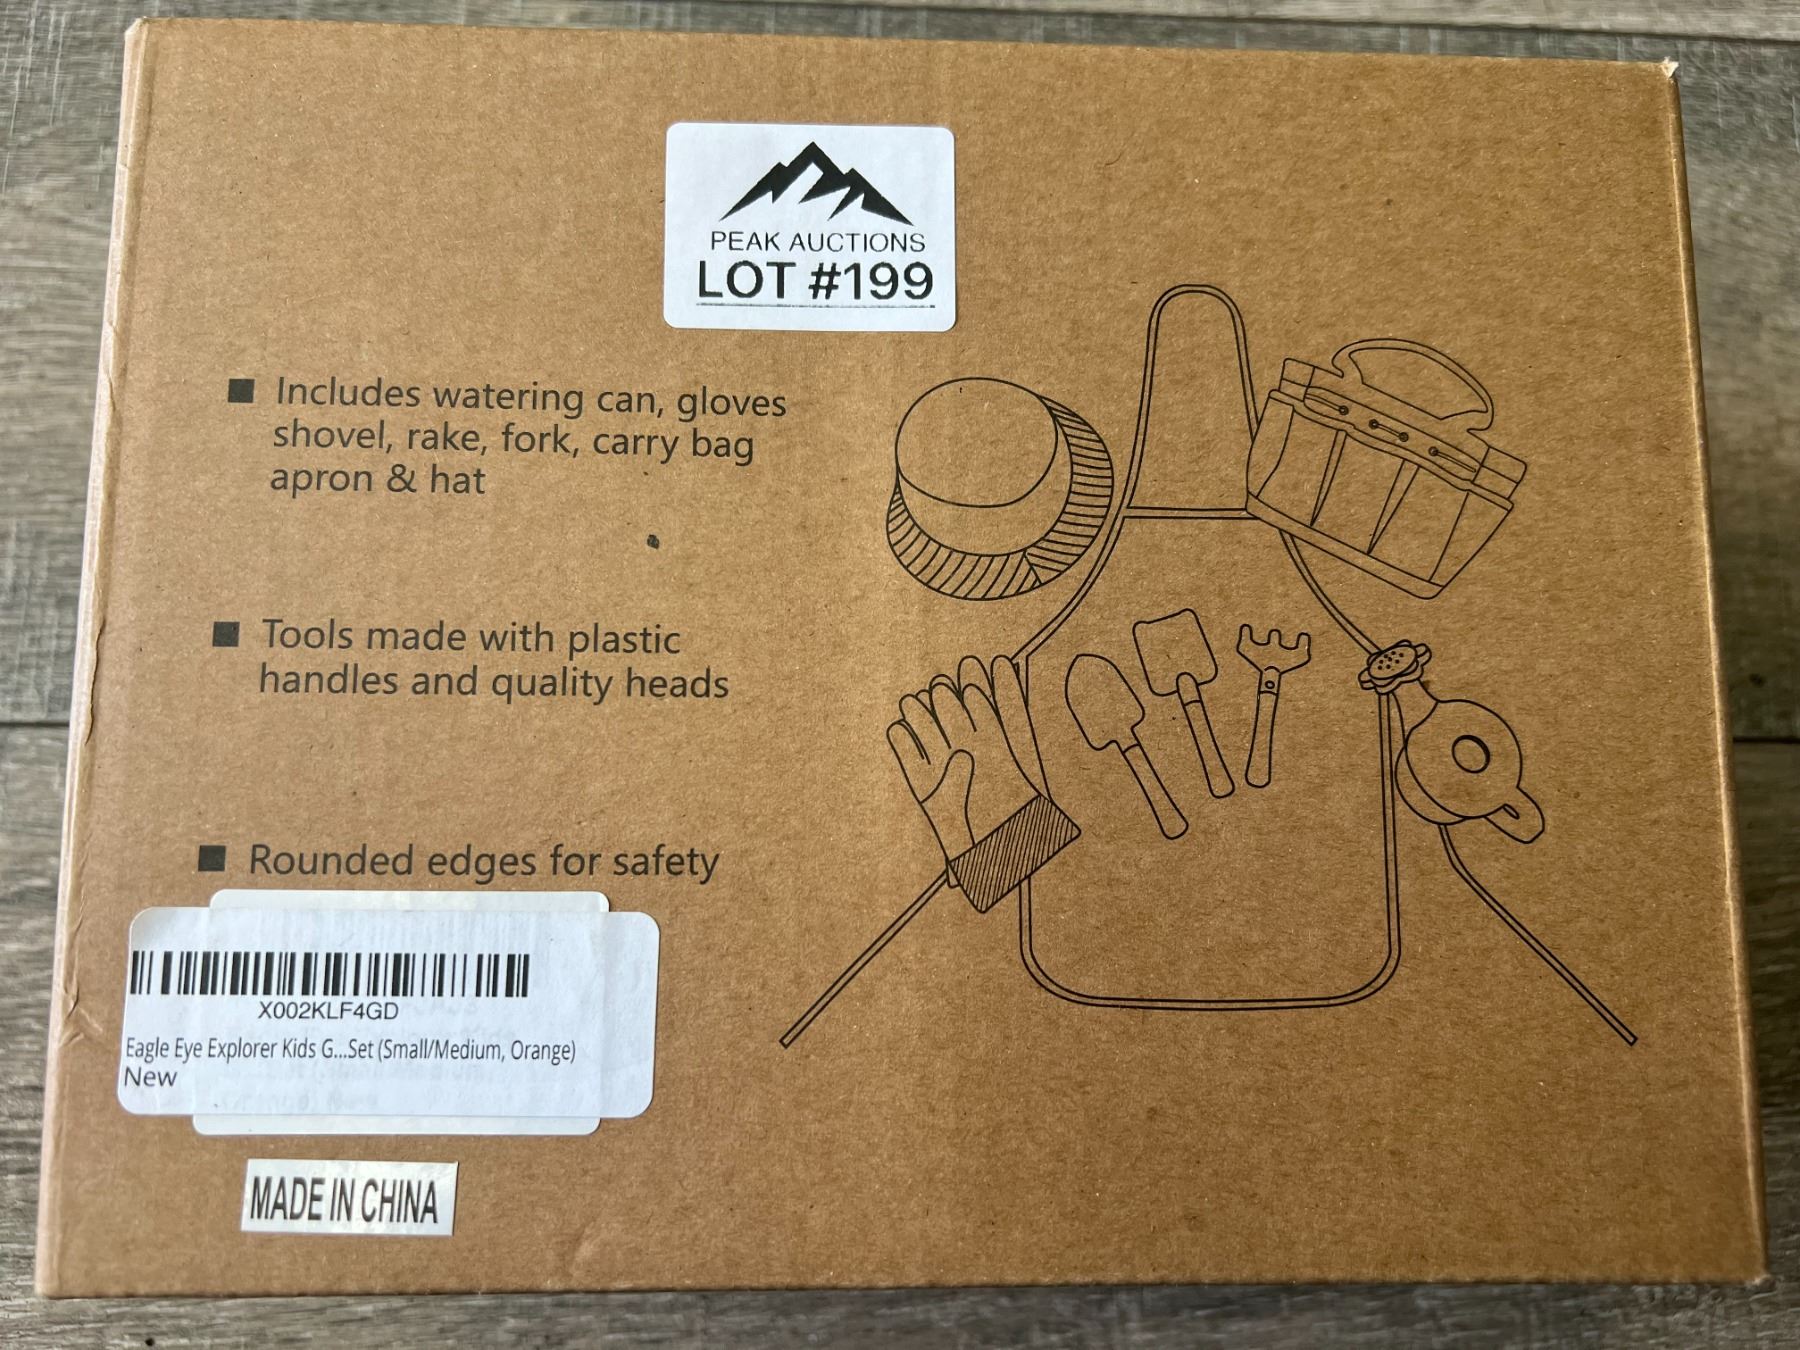 PEAK AUCTIONS
LOT #199
■ Includes watering can, gloves
shovel, rake, fork, carry bag
apron & hat
■ Tools made with plastic
handles and quality heads
■ Rounded edges for safety
X002KLF4GD
Eagle Eye Explorer Kids G...Set (Small/Medium, Orange)
New
MADE IN CHINA